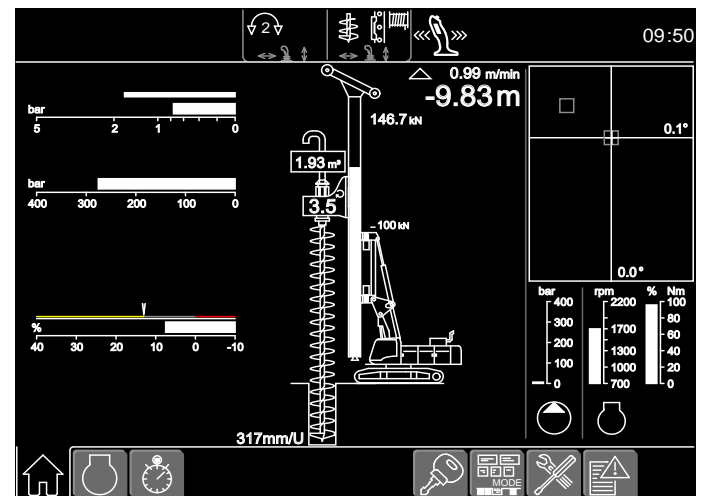 2
09:50
0.99 m/min
-9.83m
bar
5 2 1 0
146.7 kN
0.1°
1.93 m³
bar
400 300 200 100 0
3.5
-100 kN
0.0°
bar rpm % Nm
400 2200 100
300 1700 80
200 1300 60
100 1000 40
0 700 20
0
%
40 30 20 10 0 -10
317mm/U
MODE